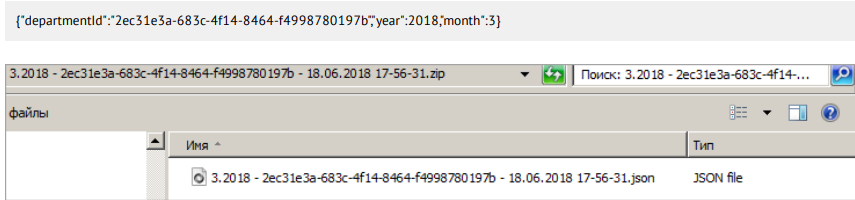 {"departmentId":"2ec31e3a-683c-4f14-8464-f4998780197b","year":2018,"month":3}
3.2018 - 2ec31e3a-683c-4f14-8464-f4998780197b - 18.06.2018 17-56-31.zip Поиск: 3.2018 - 2ec31e3a-683c-4f14-...
файлы
Имя Тип
3.2018 - 2ec31e3a-683c-4f14-8464-f4998780197b - 18.06.2018 17-56-31.json JSON file